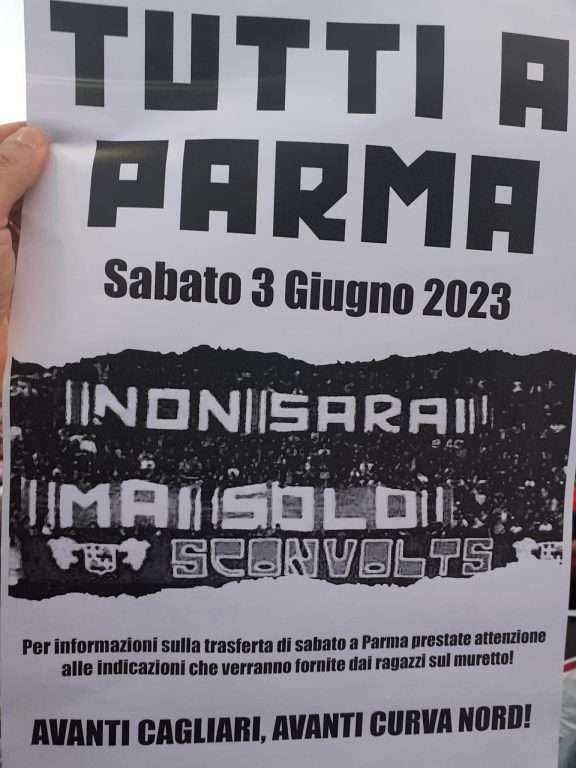 TUTTI A
PARMA
Sabato 3 Giugno 2023
NON SARAI
MAI SOLO
SCONVOLTS
Per informazioni sulla trasferta di sabato a Parma prestate attenzione
alle indicazioni che verranno fornite dai ragazzi sul muretto!
AVANTI CAGLIARI, AVANTI CURVA NORD!